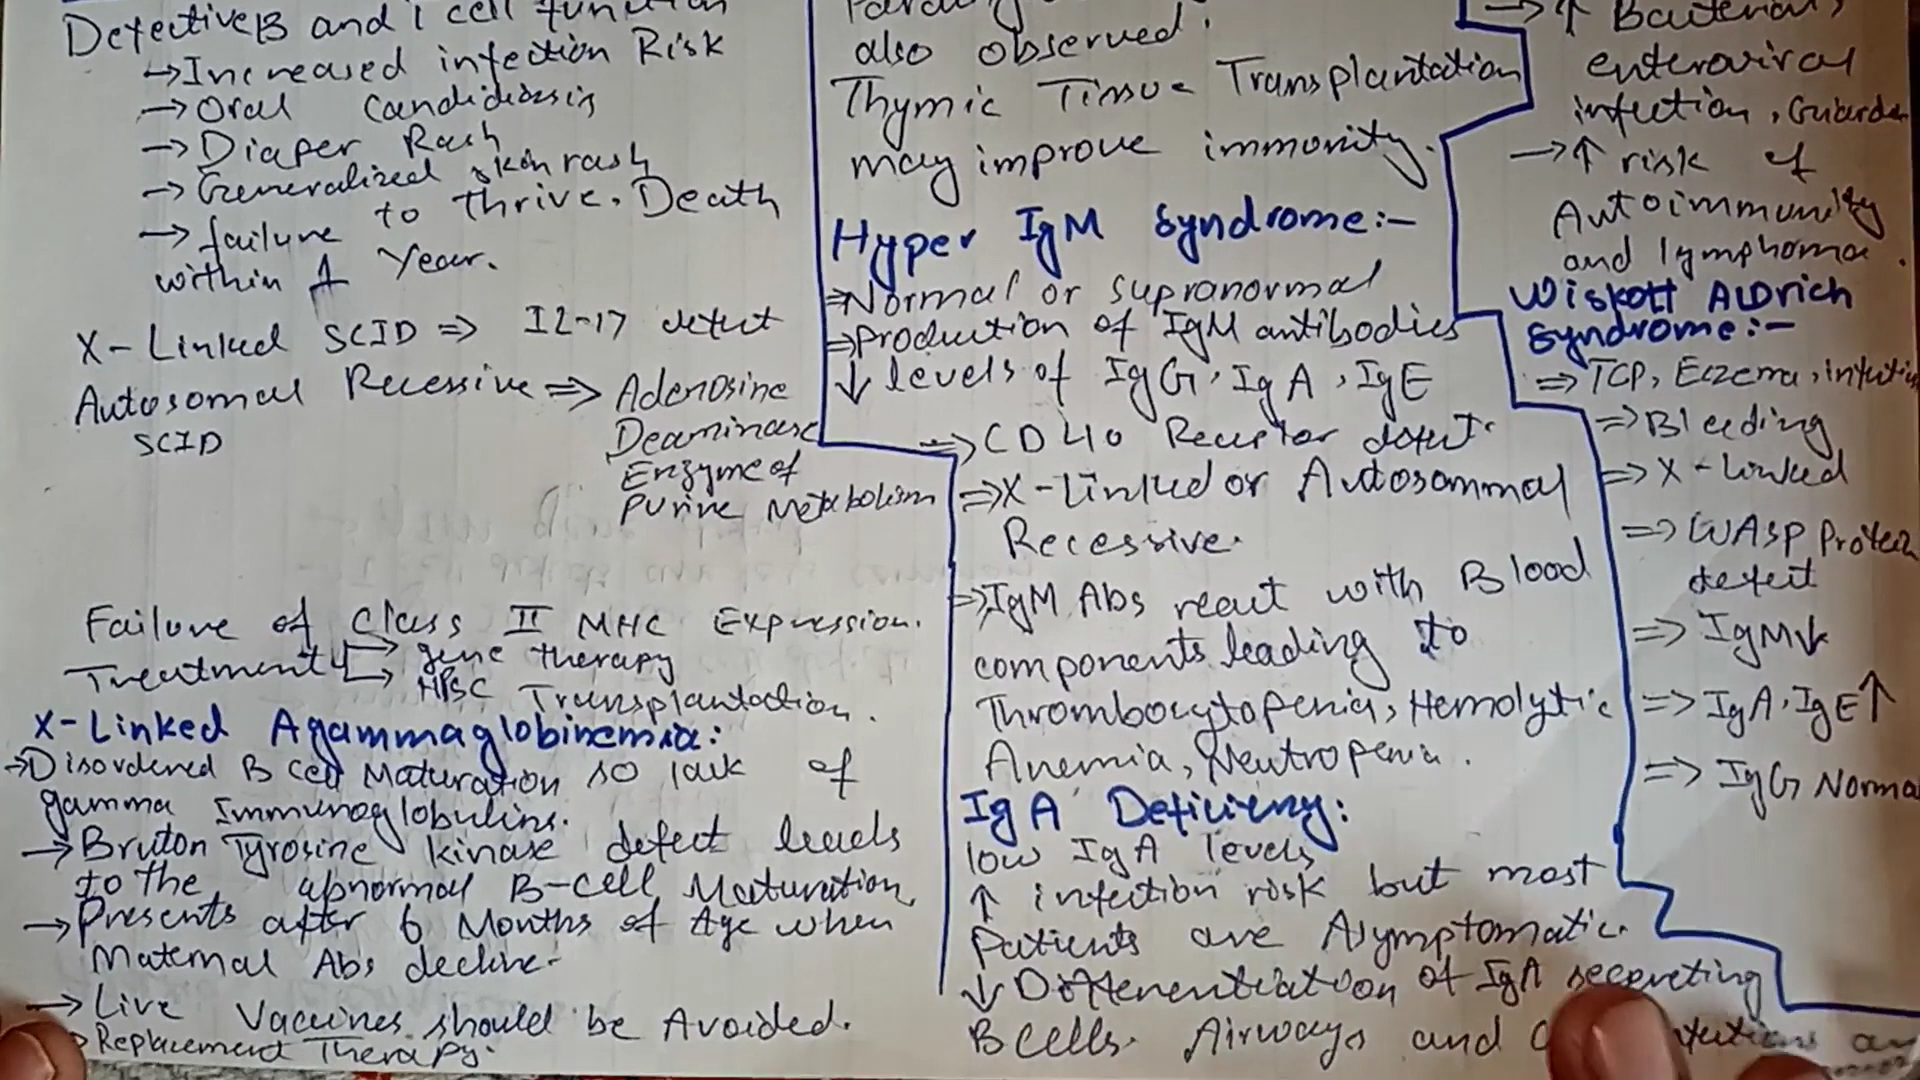 Defective B and T cell function
→ Increased infection Risk
→ Oral Candidiasis
→ Diaper Rash
→ Generalized skin rash
→ failure to thrive. Death
within 1 Year.
X-Linked SCID ⇒ I2-17 defect
Autosomal Recessive ⇒ Adenosine
SCID Deaminase
Enzyme of
Purine Metabolism
Failure of Class II MHC Expression.
Treatment → gene therapy
→ HPSC Transplantation.
X-Linked Agammaglobinemia:
→ Disordered B Cell Maturation so lack of
gamma Immunoglobulins.
→ Bruton Tyrosine kinase defect leads
to the abnormal B-cell Maturation
→ Presents after 6 Months of Age when
Maternal Abs decline.
→ Live Vaccines should be Avoided.
→ Replacement Therapy.
also observed.
Thymic Tissue Transplantation
may improve immunity.
Hyper IgM Syndrome:-
⇒ Normal or supranormal
⇒ Production of IgM antibodies
↓ levels of IgG, IgA, IgE
⇒ CD40 Receptor defect.
⇒ X-Linked or Autosommal
Recessive.
⇒ IgM Abs react with Blood
components leading to
Thrombocytopenia, Hemolytic
Anemia, Neutropenia.
IgA Deficiency:
low IgA levels
↑ infection risk but most
Patients are Asymptomatic.
↓ Differentiation of IgA secreting
B cells. Airways and
→ ↑ Bacterial,
enteroviral
infection,
→ ↑ risk of
Autoimmunity
and lymphoma.
Wiskott ALDrich
Syndrome:-
⇒ TCP, Eczema,
⇒ Bleeding
⇒ X-Linked
⇒ WASP Protein
defect
⇒ IgM↓
⇒ IgA, IgE↑
⇒ IgG Norma